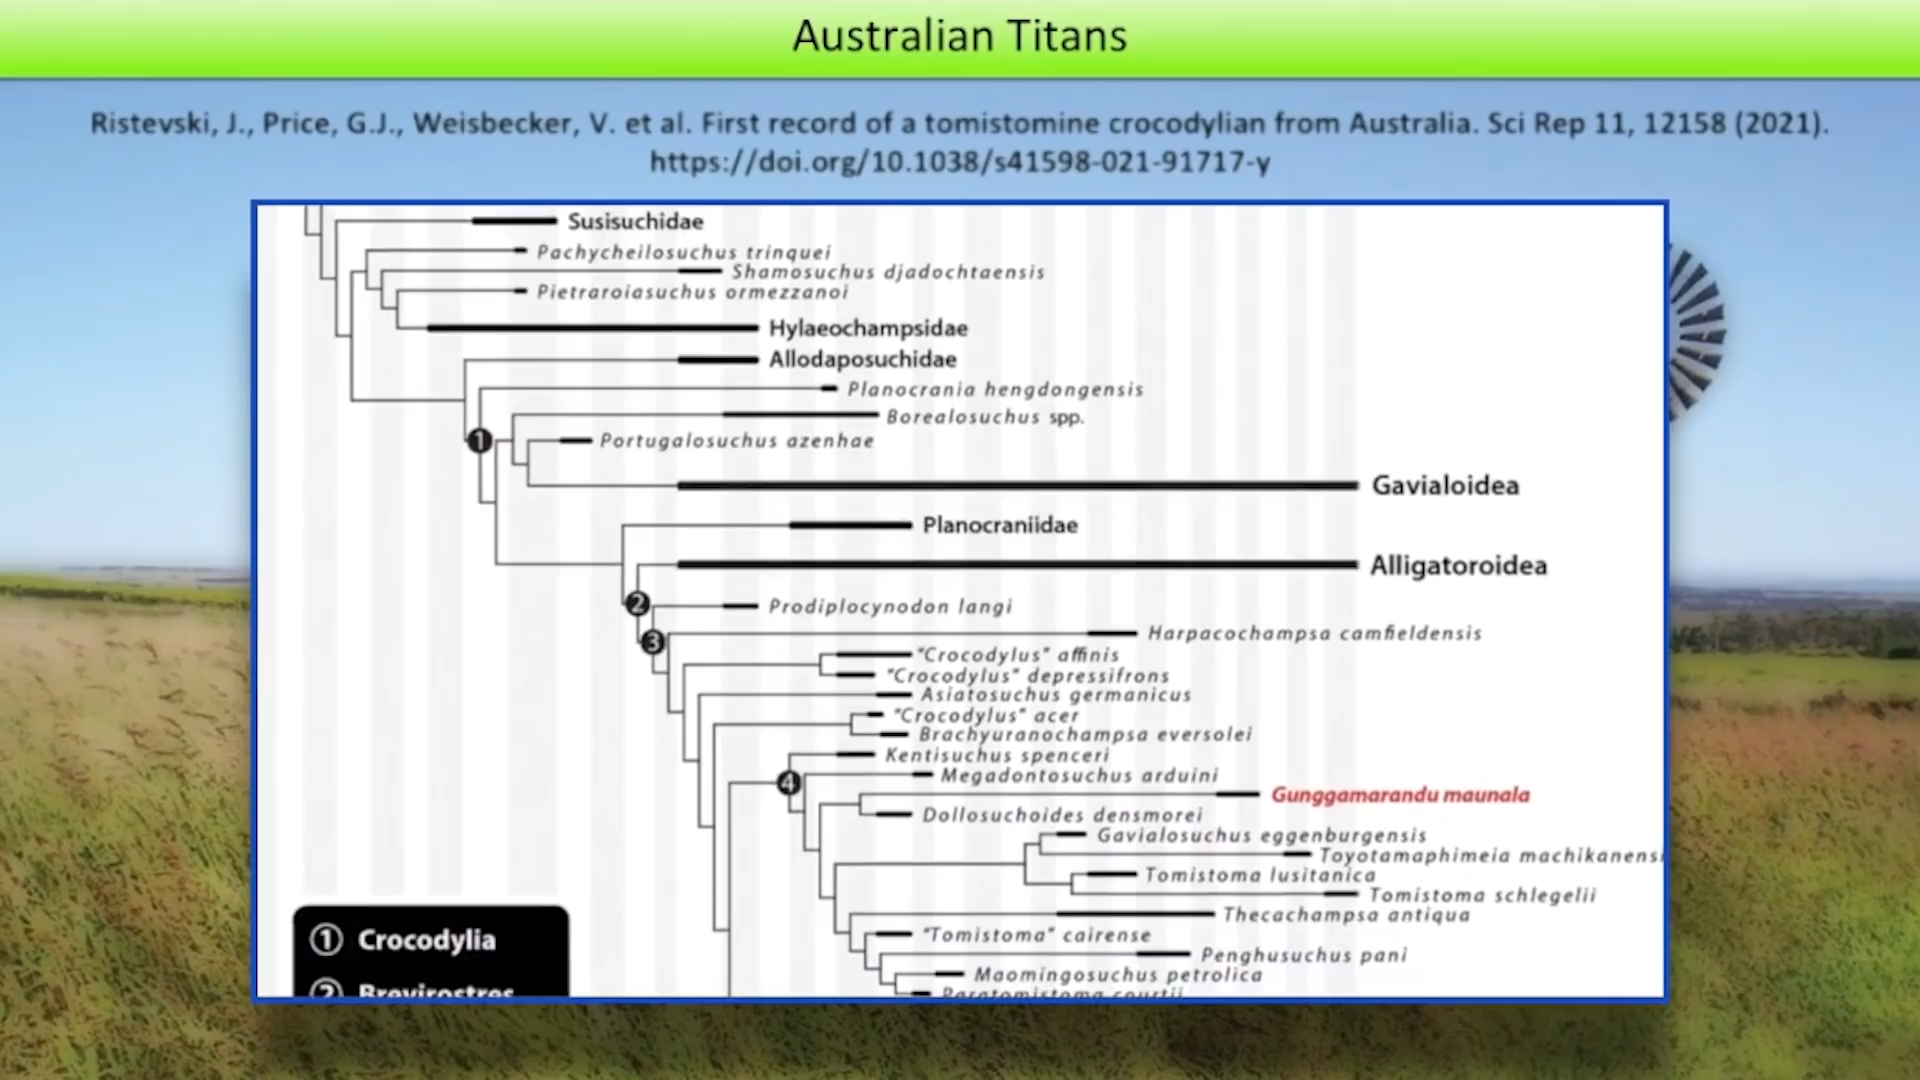 Australian Titans
Ristevski, J., Price, G.J., Weisbecker, V. et al. First record of a tomistomine crocodylian from Australia. Sci Rep 11, 12158 (2021).
https://doi.org/10.1038/s41598-021-91717-y
Susisuchidae
Pachycheilosuchus trinquei
Shamosuchus djadochtaensis
Pietraroiasuchus ormezzanoi
Hylaeochampsidae
Allodaposuchidae
Planocrania hengdongensis
Borealosuchus spp.
1
Portugalosuchus azenhae
Gavialoidea
Planocraniidae
Alligatoroidea
2
Prodiplocynodon langi
3
Harpacochampsa camfieldensis
"Crocodylus" affinis
"Crocodylus" depressifrons
Asiatosuchus germanicus
"Crocodylus" acer
Brachyuranochampsa eversolei
Kentisuchus spenceri
Megadontosuchus arduini
4
Gunggamarandu maunala
Dollosuchoides densmorei
Gavialosuchus eggenburgensis
Toyotamaphimeia machikanensi
Tomistoma lusitanica
Tomistoma schlegelii
Thecachampsa antiqua
"Tomistoma" cairense
Penghusuchus pani
Maomingosuchus petrolica
Paratomistoma courtii
1 Crocodylia
2 Brevirostres